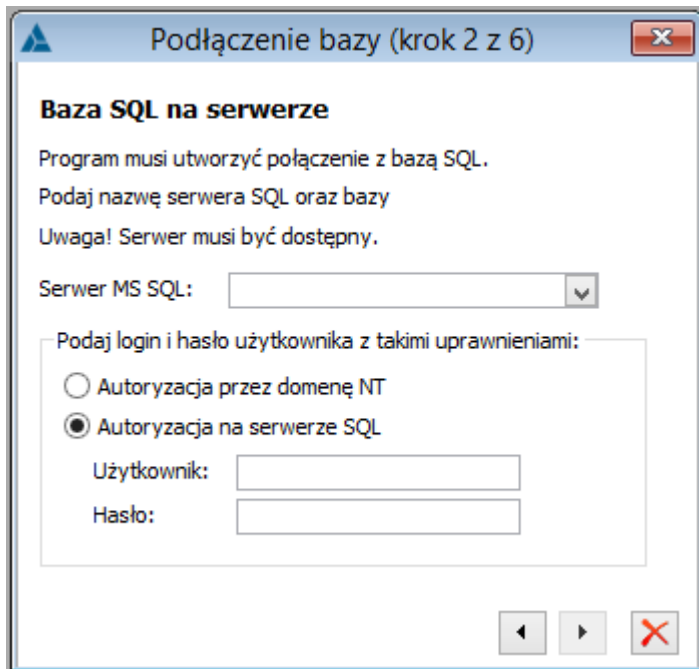 Podłączenie bazy (krok 2 z 6)
Baza SQL na serwerze
Program musi utworzyć połączenie z bazą SQL.
Podaj nazwę serwera SQL oraz bazy
Uwaga! Serwer musi być dostępny.
Serwer MS SQL:
Podaj login i hasło użytkownika z takimi uprawnieniami:
Autoryzacja przez domenę NT
Autoryzacja na serwerze SQL
Użytkownik:
Hasło: